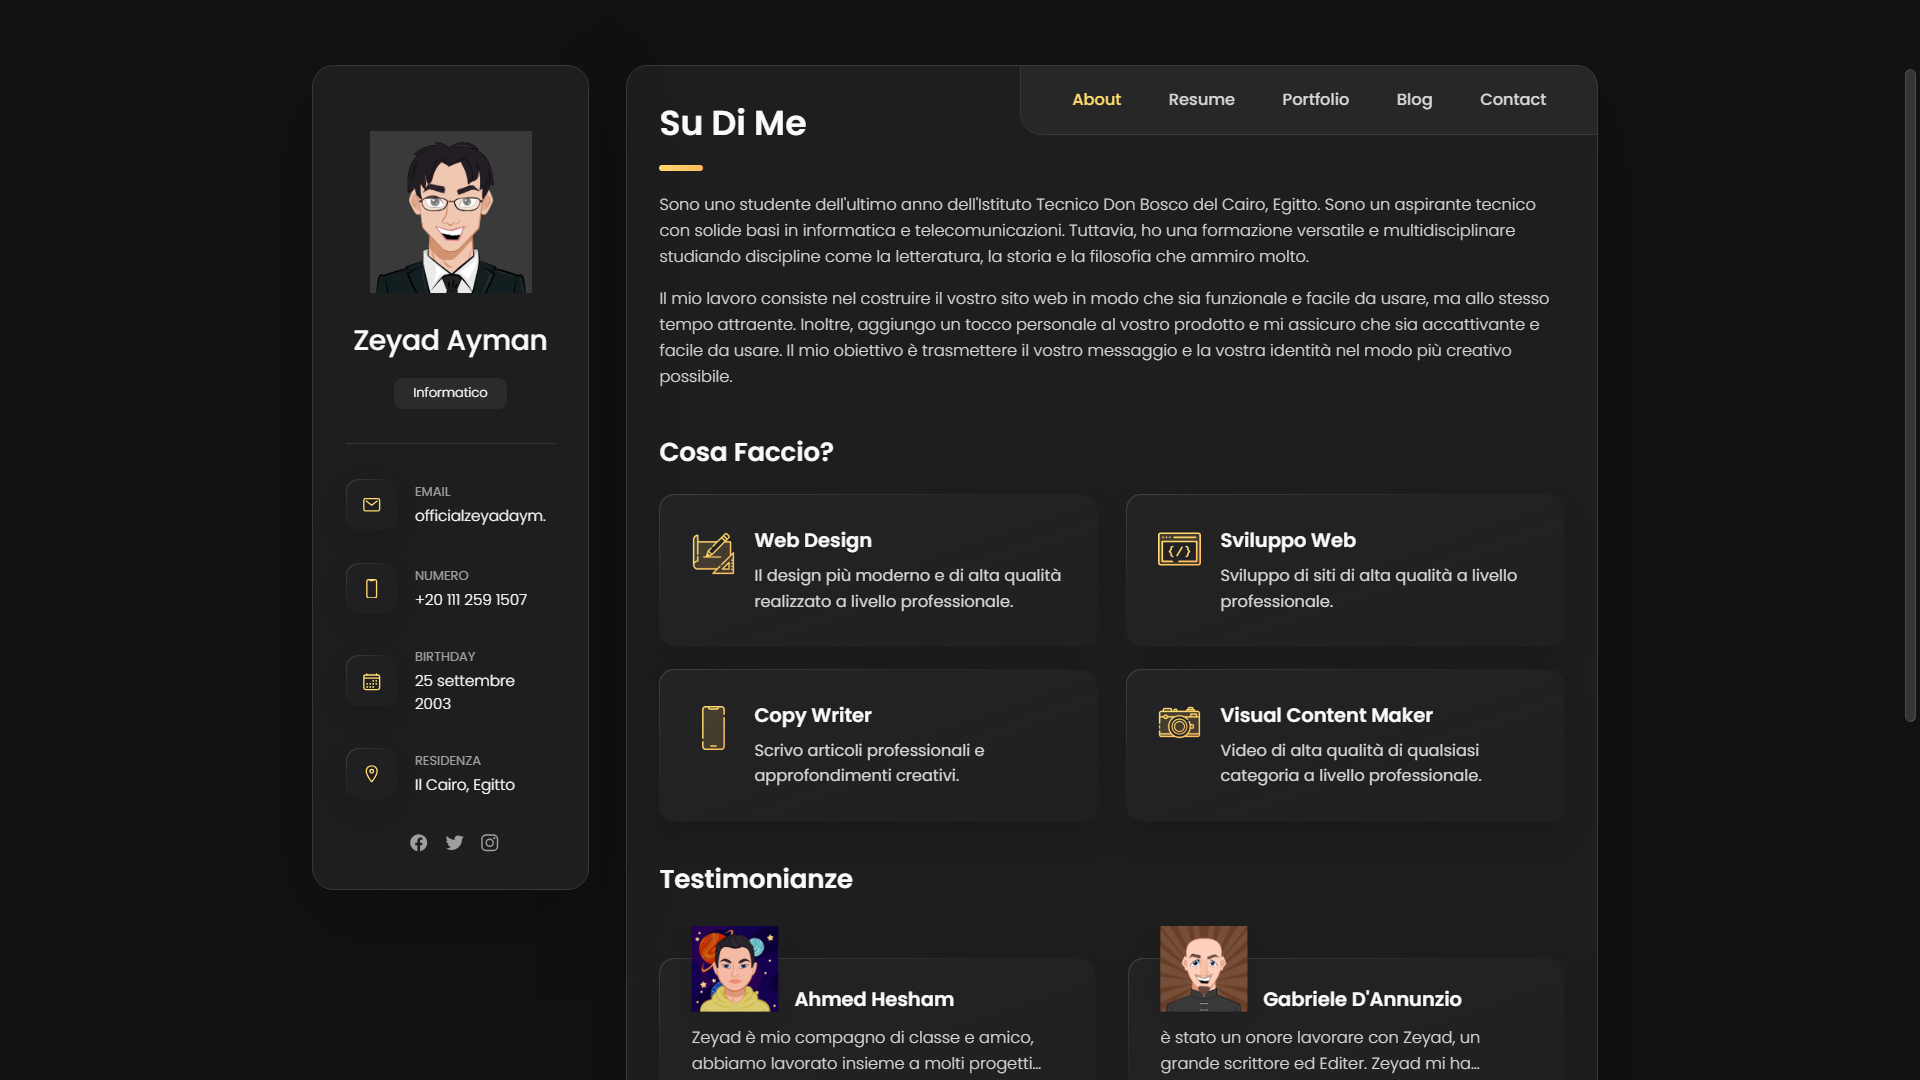 Zeyad Ayman
Informatico
EMAIL
officialzeyadaym.
NUMERO
+20 111 259 1507
BIRTHDAY
25 settembre
2003
RESIDENZA
Il Cairo, Egitto
About Resume Portfolio Blog Contact
Su Di Me
Sono uno studente dell'ultimo anno dell'Istituto Tecnico Don Bosco del Cairo, Egitto. Sono un aspirante tecnico
con solide basi in informatica e telecomunicazioni. Tuttavia, ho una formazione versatile e multidisciplinare
studiando discipline come la letteratura, la storia e la filosofia che ammiro molto.
Il mio lavoro consiste nel costruire il vostro sito web in modo che sia funzionale e facile da usare, ma allo stesso
tempo attraente. Inoltre, aggiungo un tocco personale al vostro prodotto e mi assicuro che sia accattivante e
facile da usare. Il mio obiettivo è trasmettere il vostro messaggio e la vostra identità nel modo più creativo
possibile.
Cosa Faccio?
Web Design
Il design più moderno e di alta qualità
realizzato a livello professionale.
Sviluppo Web
Sviluppo di siti di alta qualità a livello
professionale.
Copy Writer
Scrivo articoli professionali e
approfondimenti creativi.
Visual Content Maker
Video di alta qualità di qualsiasi
categoria a livello professionale.
Testimonianze
Ahmed Hesham
Zeyad è mio compagno di classe e amico,
abbiamo lavorato insieme a molti progetti...
Gabriele D'Annunzio
è stato un onore lavorare con Zeyad, un
grande scrittore ed Editer. Zeyad mi ha...